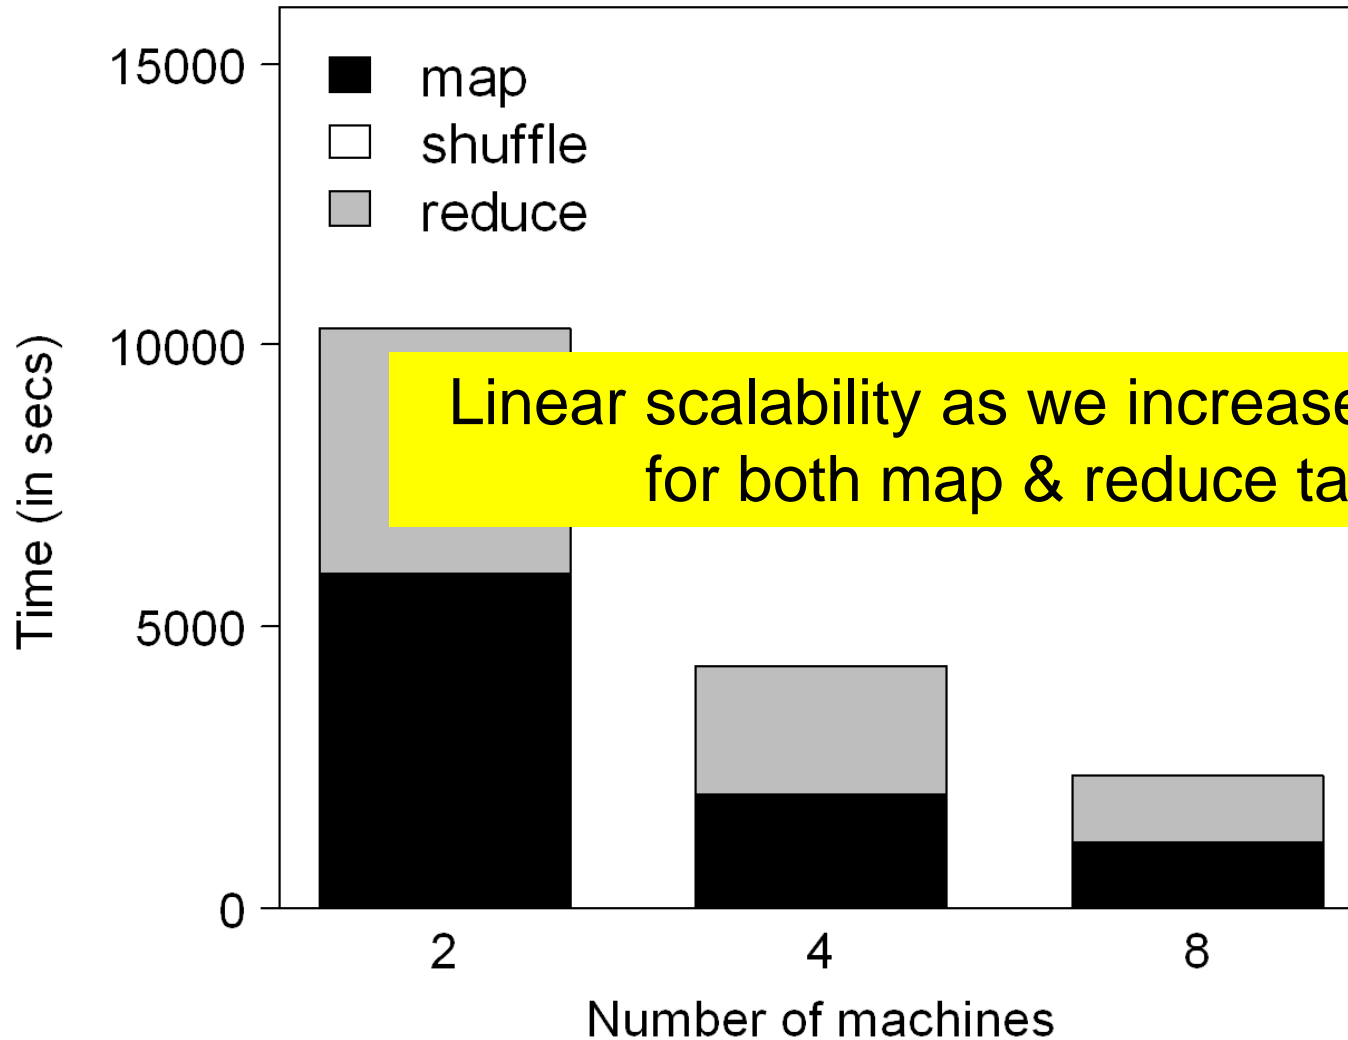 15000
map
shuffle
reduce
10000
Linear scalability as we increase
for both map & reduce ta
5000
0
2 4 8
Number of machines
Time (in secs)